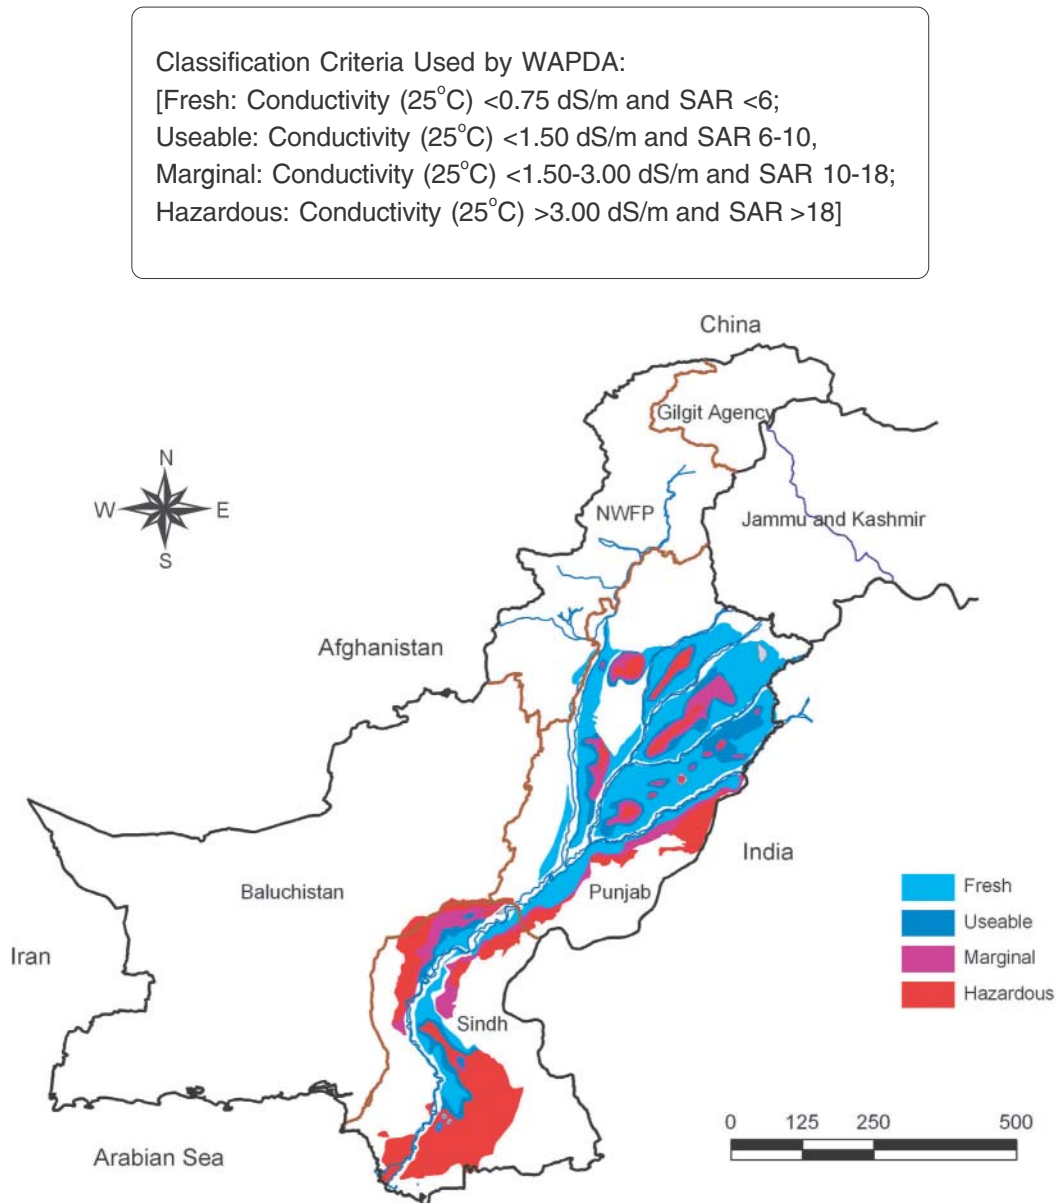 Classification Criteria Used by WAPDA:
[Fresh: Conductivity (25°C) <0.75 dS/m and SAR <6;
Useable: Conductivity (25°C) <1.50 dS/m and SAR 6-10,
Marginal: Conductivity (25°C) <1.50-3.00 dS/m and SAR 10-18;
Hazardous: Conductivity (25°C) >3.00 dS/m and SAR >18]
China
Gilgit Agency
N
W E
S
NWFP
Jammu and Kashmir
Afghanistan
India
Baluchistan
Punjab
Fresh
Useable
Marginal
Hazardous
Iran
Sindh
0 125 250 500
Arabian Sea